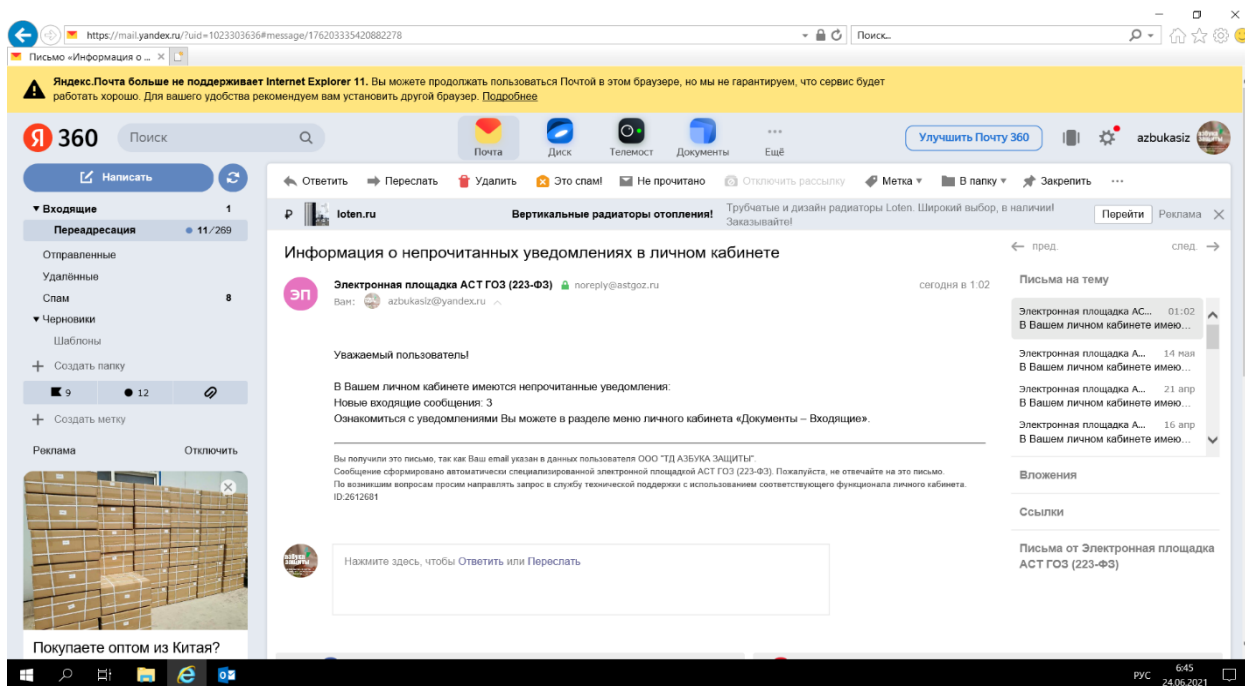 https://mail.yandex.ru/?uid=1023303636#message/176203335420882278
Поиск...
Письмо «Информация о ...
Яндекс.Почта больше не поддерживает Internet Explorer 11. Вы можете продолжать пользоваться Почтой в этом браузере, но мы не гарантируем, что сервис будет
работать хорошо. Для вашего удобства рекомендуем вам установить другой браузер. Подробнее
Я 360
Поиск
Почта
Диск
Телемост
Документы
Ещё
Улучшить Почту 360
azbukasiz
Написать
Ответить
Переслать
Удалить
Это спам!
Не прочитано
Отключить рассылку
Метка
В папку
Закрепить
Входящие 1
Переадресация 11/269
Отправленные
Удалённые
Спам 8
Черновики
Шаблоны
Создать папку
9 12
Создать метку
Реклама Отключить
Покупаете оптом из Китая?
loten.ru
Вертикальные радиаторы отопления!
Трубчатые и дизайн радиаторы Loten. Широкий выбор, в наличии!
Заказывайте!
Перейти
Реклама
Информация о непрочитанных уведомлениях в личном кабинете
ЭП
Электронная площадка АСТ ГОЗ (223-ФЗ) noreply@astgoz.ru
сегодня в 1:02
Вам: azbukasiz@yandex.ru
Уважаемый пользователь!
В Вашем личном кабинете имеются непрочитанные уведомления:
Новые входящие сообщения: 3
Ознакомиться с уведомлениями Вы можете в разделе меню личного кабинета «Документы – Входящие».
Вы получили это письмо, так как Ваш email указан в данных пользователя ООО "ТД АЗБУКА ЗАЩИТЫ".
Сообщение сформировано автоматически специализированной электронной площадкой АСТ ГОЗ (223-ФЗ). Пожалуйста, не отвечайте на это письмо.
По возникшим вопросам просим направлять запрос в службу технической поддержки с использованием соответствующего функционала личного кабинета.
ID:2612681
Нажмите здесь, чтобы Ответить или Переслать
пред.
след.
Письма на тему
Электронная площадка АС... 01:02
В Вашем личном кабинете имею...
Электронная площадка А... 14 мая
В Вашем личном кабинете имею...
Электронная площадка А... 21 апр
В Вашем личном кабинете имею...
Электронная площадка А... 16 апр
В Вашем личном кабинете имею...
Вложения
Ссылки
Письма от Электронная площадка
АСТ ГОЗ (223-ФЗ)
РУС
6:45
24.06.2021